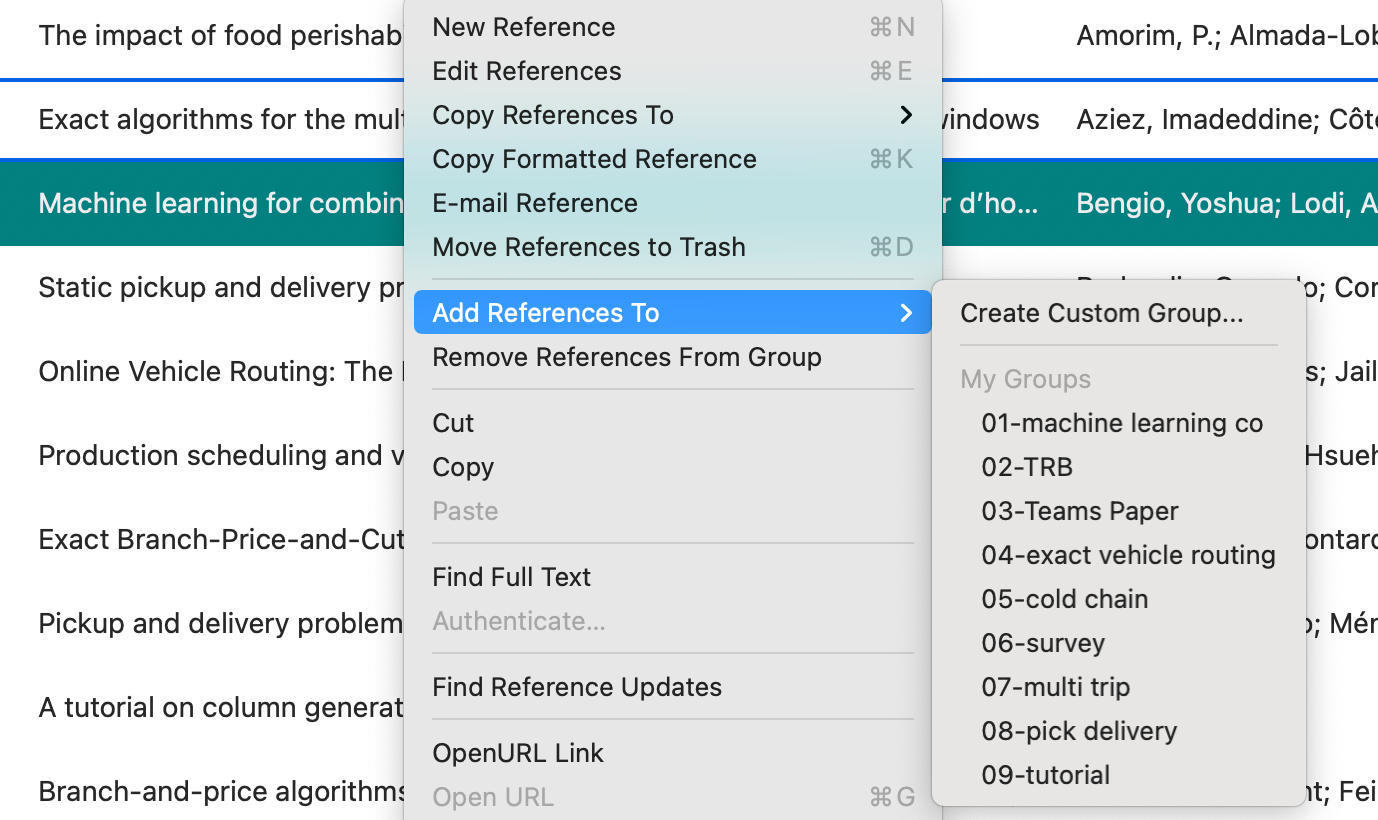 The impact of food perishab
Amorim, P.; Almada-Lob
Exact algorithms for the mul
windows
Aziez, Imadeddine; Côt
Machine learning for combin
r d’ho...
Bengio, Yoshua; Lodi, A
Static pickup and delivery pr
o; Cor
Online Vehicle Routing: The
s; Jail
Production scheduling and v
Hsueh
Exact Branch-Price-and-Cut
ontard
Pickup and delivery problem
o; Mér
A tutorial on column generat
Branch-and-price algorithms
nt; Fei
New Reference ⌘N
Edit References ⌘E
Copy References To
Copy Formatted Reference ⌘K
E-mail Reference
Move References to Trash ⌘D
Add References To
Remove References From Group
Cut
Copy
Paste
Find Full Text
Authenticate...
Find Reference Updates
OpenURL Link
Open URL ⌘G
Create Custom Group...
My Groups
01-machine learning co
02-TRB
03-Teams Paper
04-exact vehicle routing
05-cold chain
06-survey
07-multi trip
08-pick delivery
09-tutorial